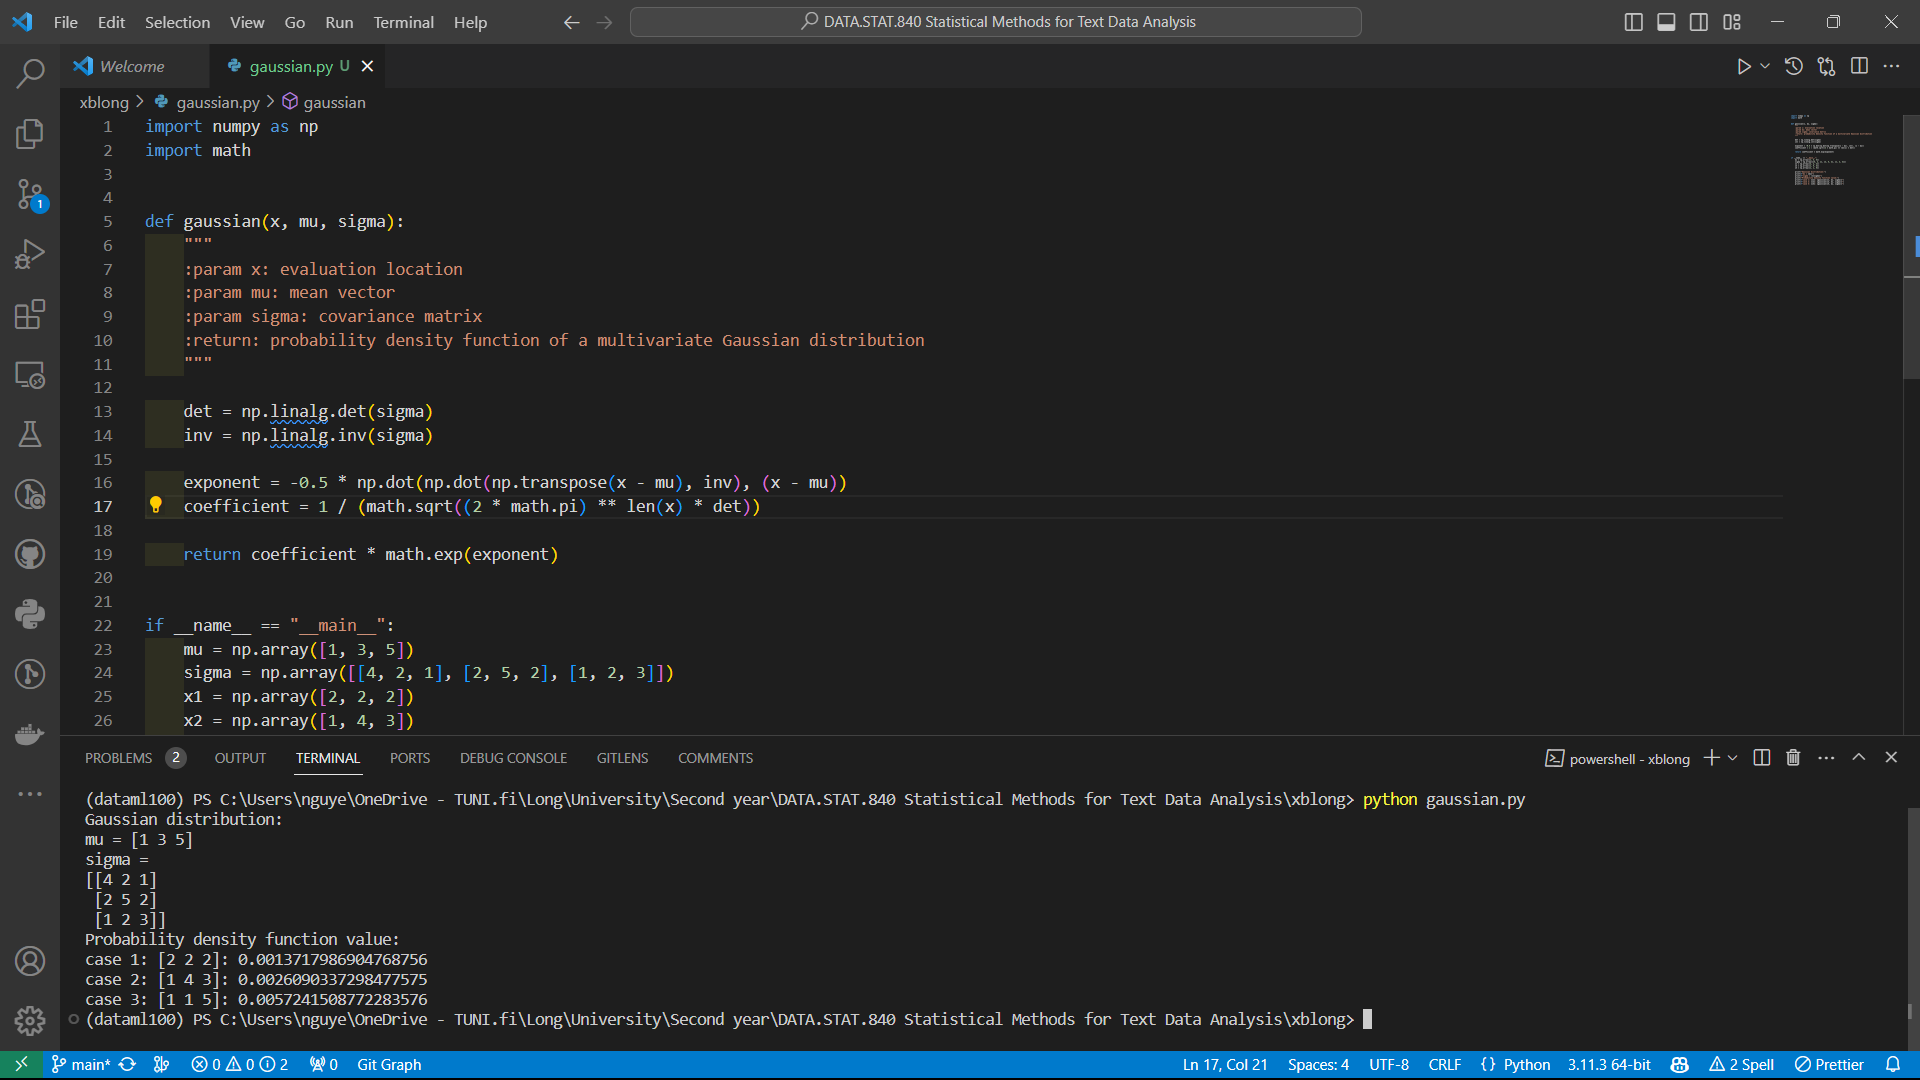 File Edit Selection View Go Run Terminal Help
DATA.STAT.840 Statistical Methods for Text Data Analysis
Welcome
gaussian.py U
xblong > gaussian.py > gaussian
1 import numpy as np
2 import math
3
4
5 def gaussian(x, mu, sigma):
6 """
7 :param x: evaluation location
8 :param mu: mean vector
9 :param sigma: covariance matrix
10 :return: probability density function of a multivariate Gaussian distribution
11 """
12
13 det = np.linalg.det(sigma)
14 inv = np.linalg.inv(sigma)
15
16 exponent = -0.5 * np.dot(np.dot(np.transpose(x - mu), inv), (x - mu))
17 coefficient = 1 / (math.sqrt((2 * math.pi) ** len(x) * det))
18
19 return coefficient * math.exp(exponent)
20
21
22 if __name__ == "__main__":
23 mu = np.array([1, 3, 5])
24 sigma = np.array([[4, 2, 1], [2, 5, 2], [1, 2, 3]])
25 x1 = np.array([2, 2, 2])
26 x2 = np.array([1, 4, 3])
1
PROBLEMS 2 OUTPUT TERMINAL PORTS DEBUG CONSOLE GITLENS COMMENTS
powershell - xblong
(dataml100) PS C:\Users\nguye\OneDrive - TUNI.fi\Long\University\Second year\DATA.STAT.840 Statistical Methods for Text Data Analysis\xblong> python gaussian.py
Gaussian distribution:
mu = [1 3 5]
sigma =
[[4 2 1]
[2 5 2]
[1 2 3]]
Probability density function value:
case 1: [2 2 2]: 0.0013717986904768756
case 2: [1 4 3]: 0.0026090337298477575
case 3: [1 1 5]: 0.0057241508772283576
(dataml100) PS C:\Users\nguye\OneDrive - TUNI.fi\Long\University\Second year\DATA.STAT.840 Statistical Methods for Text Data Analysis\xblong>
main* 0 0 2 0 Git Graph
Ln 17, Col 21 Spaces: 4 UTF-8 CRLF {} Python 3.11.3 64-bit 2 Spell Prettier